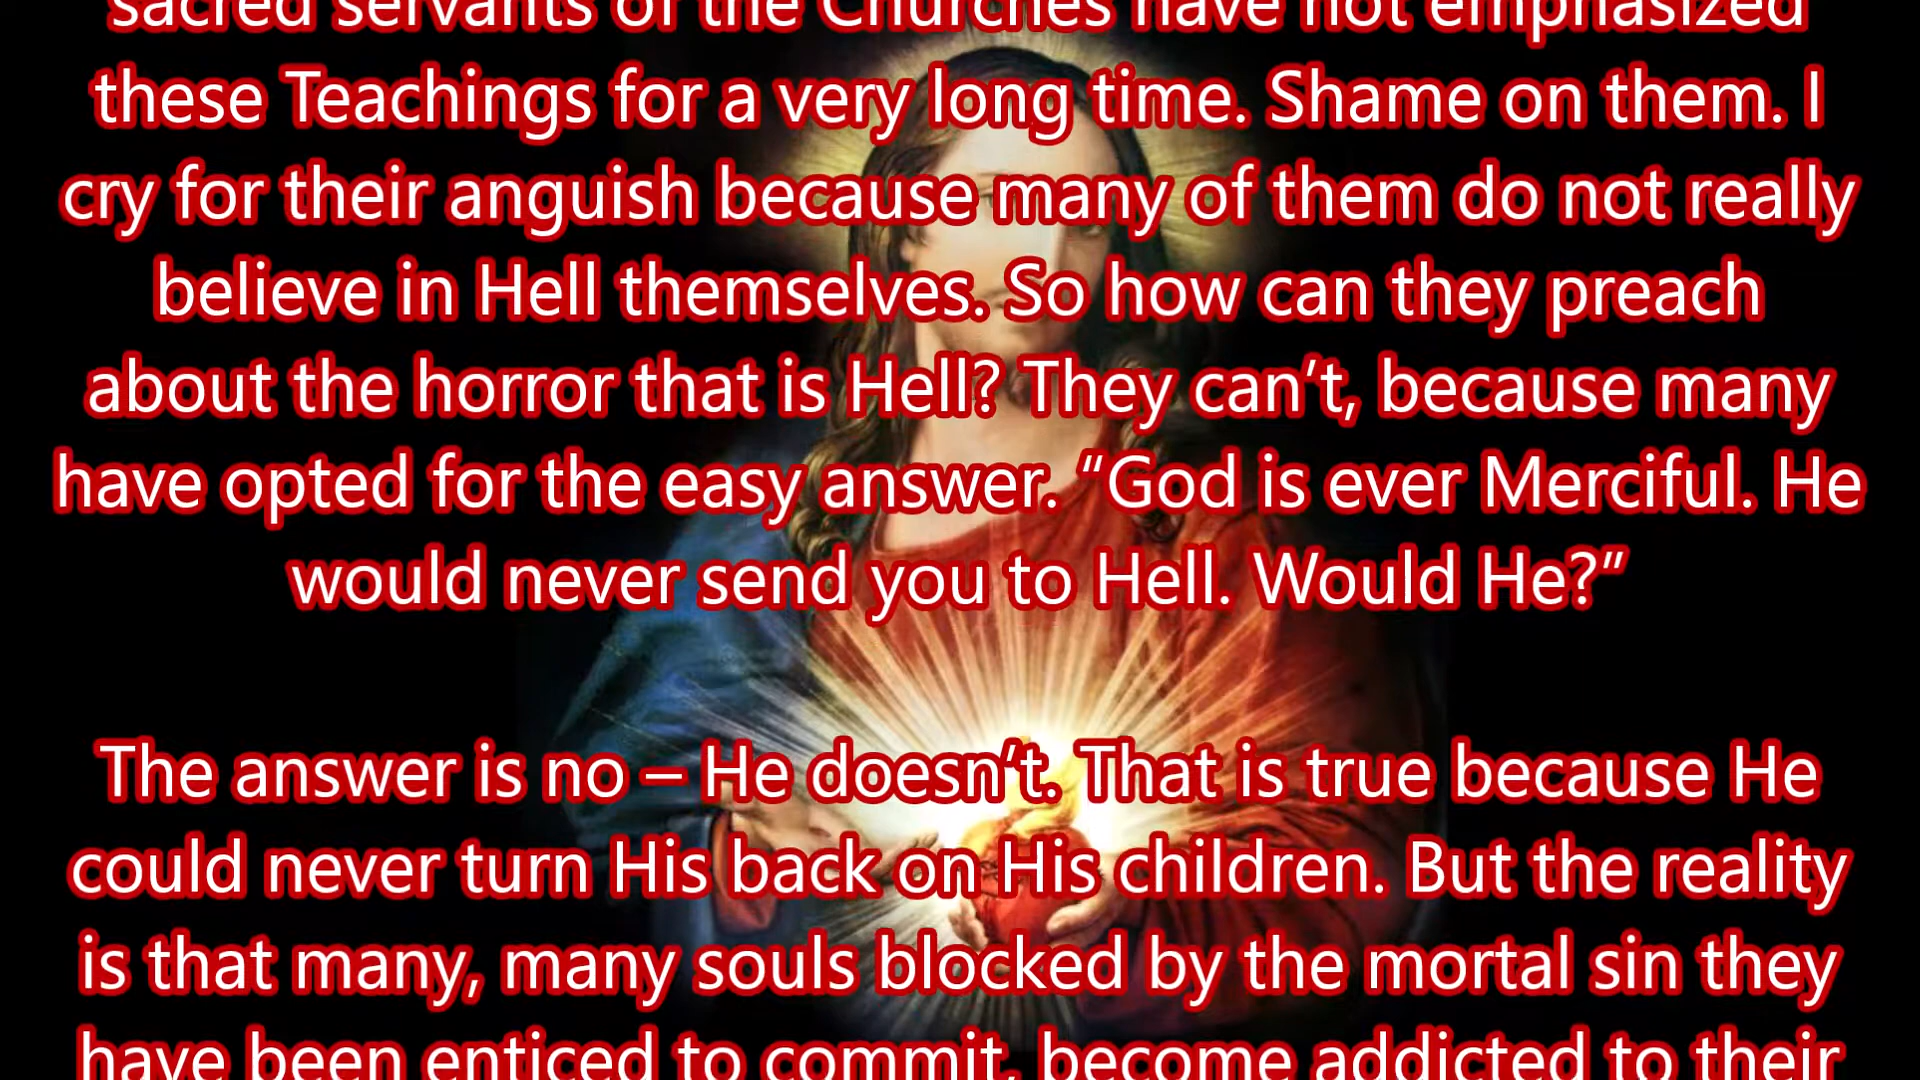 sacred servants of the Churches have not emphasized
these Teachings for a very long time. Shame on them. I
cry for their anguish because many of them do not really
believe in Hell themselves. So how can they preach
about the horror that is Hell? They can’t, because many
have opted for the easy answer. “God is ever Merciful. He
would never send you to Hell. Would He?”
The answer is no – He doesn’t. That is true because He
could never turn His back on His children. But the reality
is that many, many souls blocked by the mortal sin they
have been enticed to commit, become addicted to their